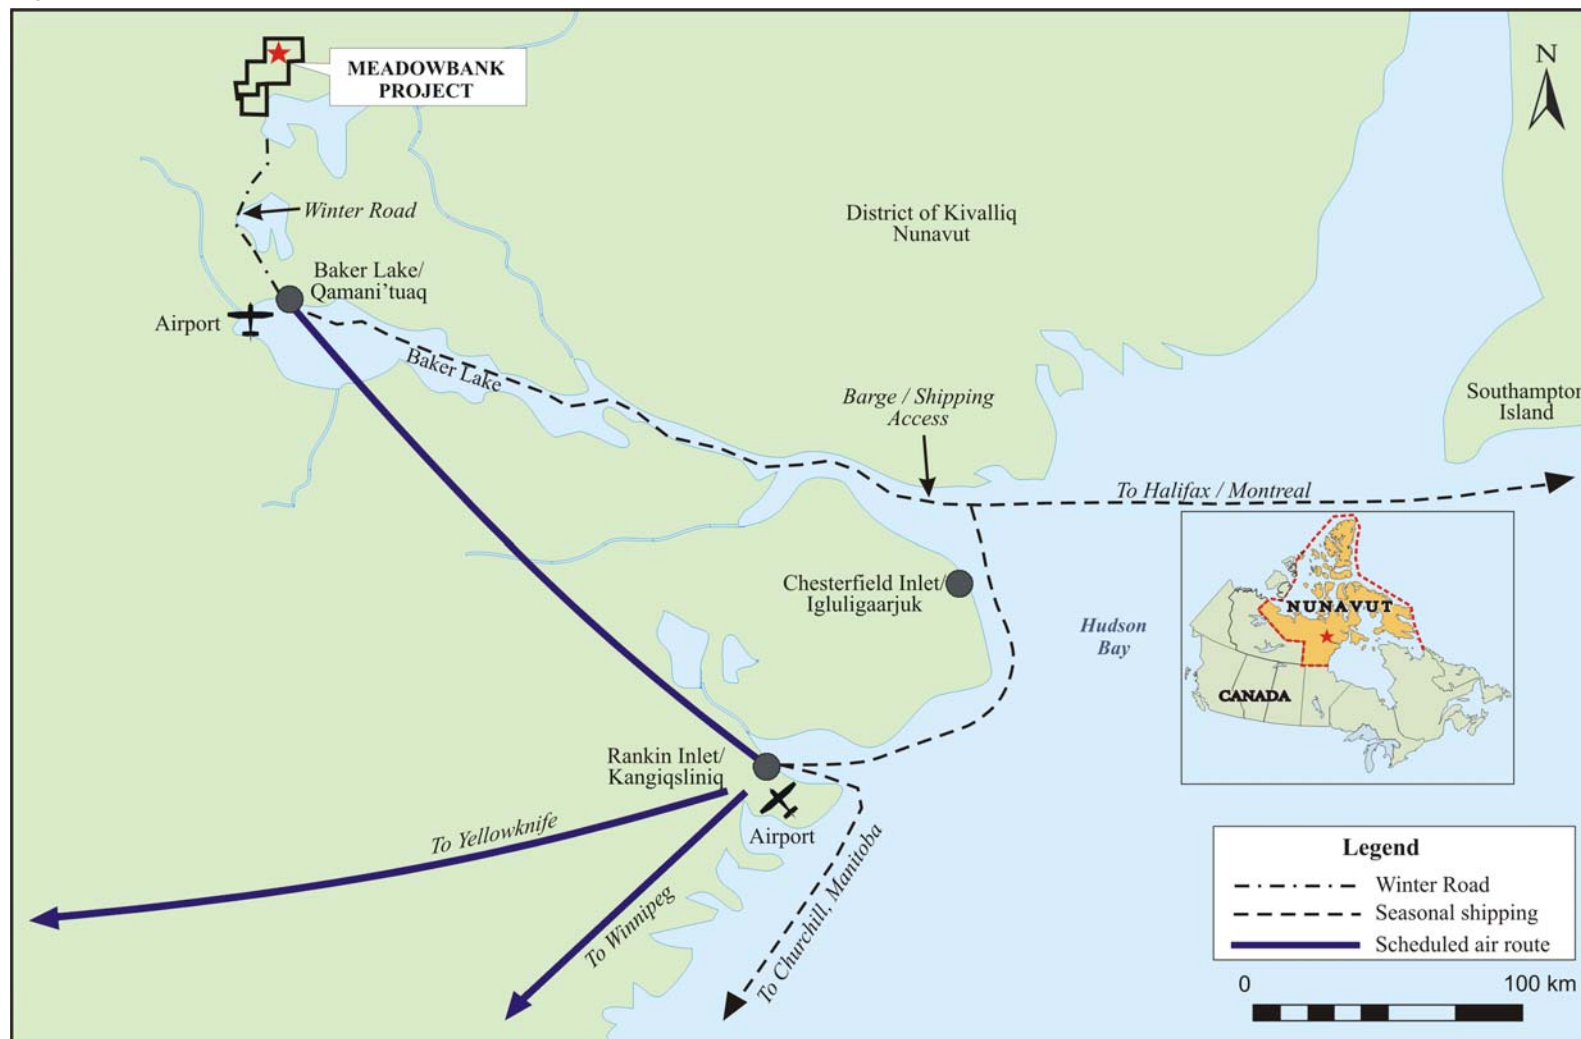 MEADOWBANK
PROJECT
N
Winter Road
District of Kivalliq
Nunavut
Baker Lake/
Qamani'tuaq
Airport
Baker Lake
Barge / Shipping
Access
Southampton
Island
To Halifax / Montreal
Chesterfield Inlet/
Igluligaarjuk
Hudson
Bay
NUNAVUT
CANADA
Rankin Inlet/
Kangiqsliniq
Airport
To Yellowknife
To Winnipeg
To Churchill, Manitoba
Legend
Winter Road
Seasonal shipping
Scheduled air route
0 100 km